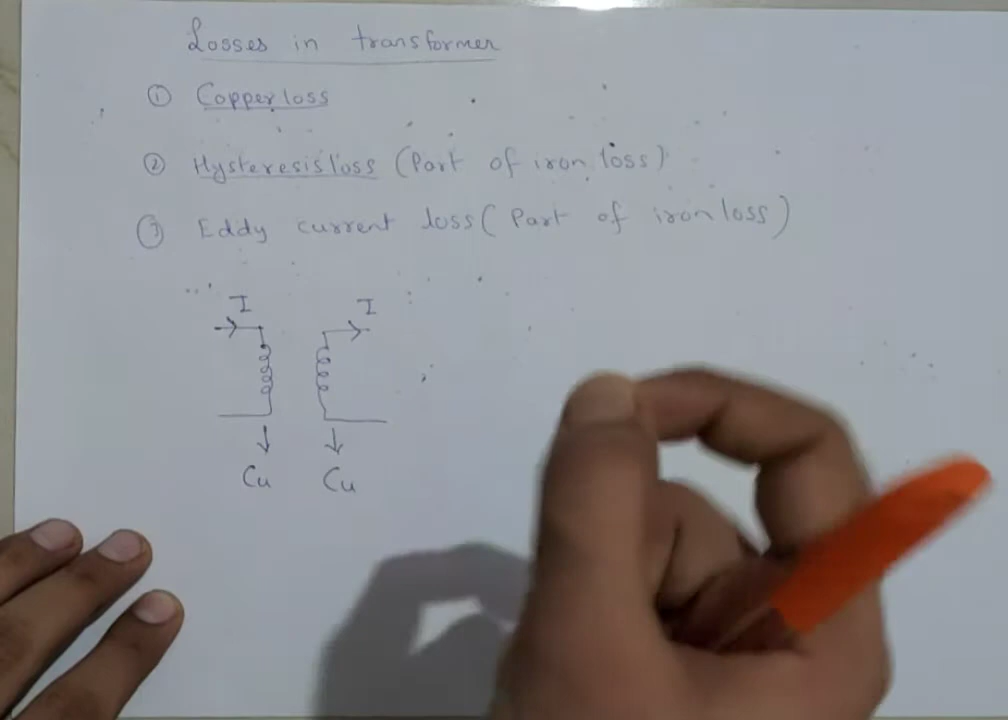 Losses in transformer
① Copper loss
② Hysteresis loss (Part of iron loss)
③ Eddy current loss (Part of iron loss)
I I
Cu Cu